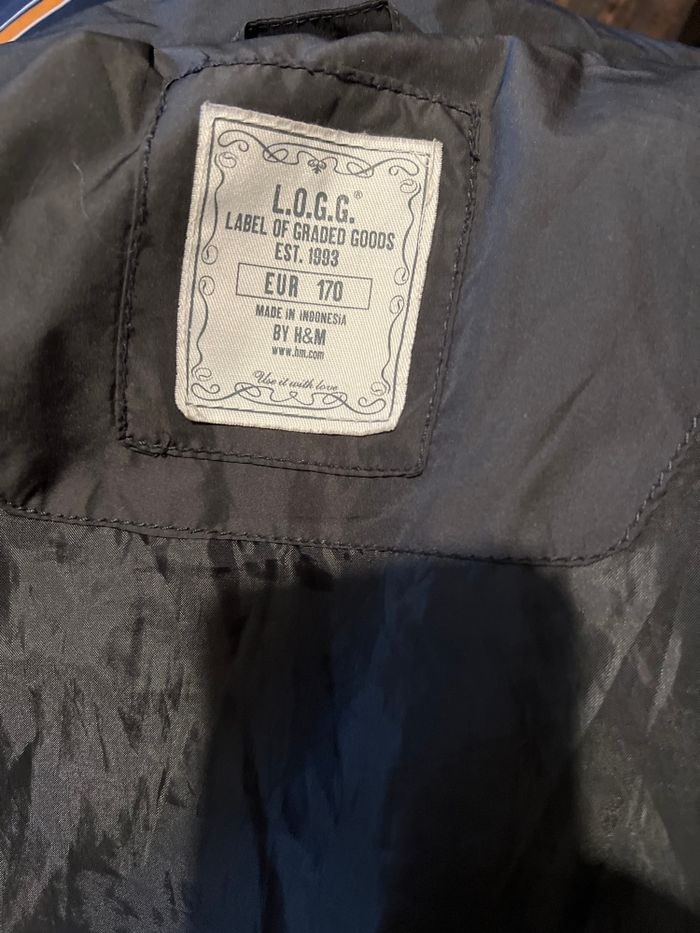 L.O.G.G.®
LABEL OF GRADED GOODS
EST. 1993
EUR 170
MADE IN INDONESIA
BY H&M
www.hm.com
Use it with love